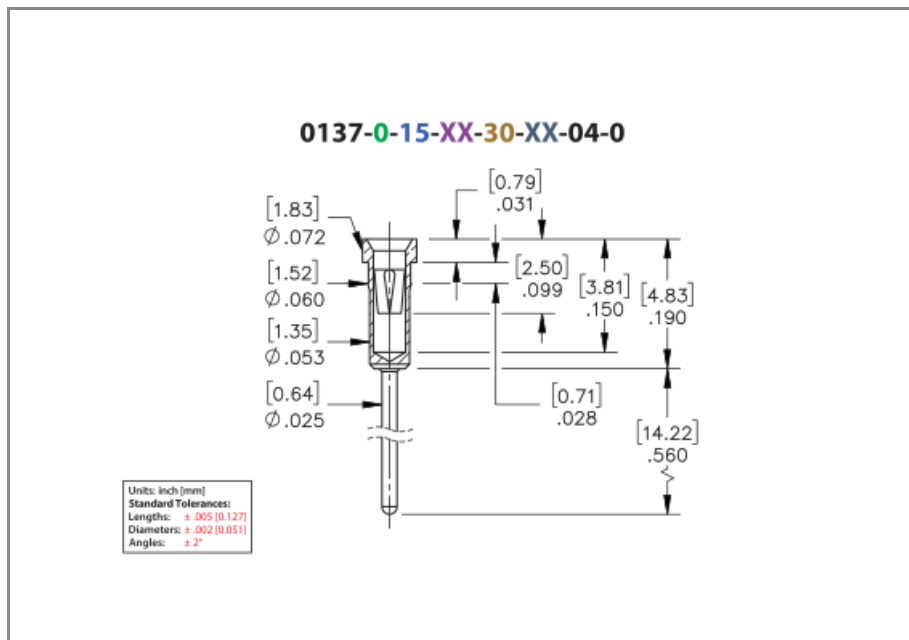 0137-0-15-XX-30-XX-04-0
[0.79]
.031
[1.83]
Ø.072
[1.52]
Ø.060
[2.50]
.099
[3.81]
.150
[4.83]
.190
[1.35]
Ø.053
[0.64]
Ø.025
[0.71]
.028
[14.22]
.560
Units: inch [mm]
Standard Tolerances:
Lengths: ±.005 [0.127]
Diameters: ±.002 [0.051]
Angles: ± 2°